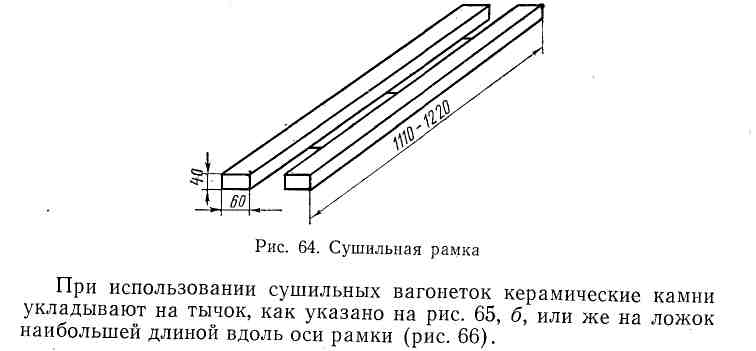 1110-1220
40
60
Рис. 64. Сушильная рамка
При использовании сушильных вагонеток керамические камни
укладывают на тычок, как указано на рис. 65, б, или же на ложок
наибольшей длиной вдоль оси рамки (рис. 66).